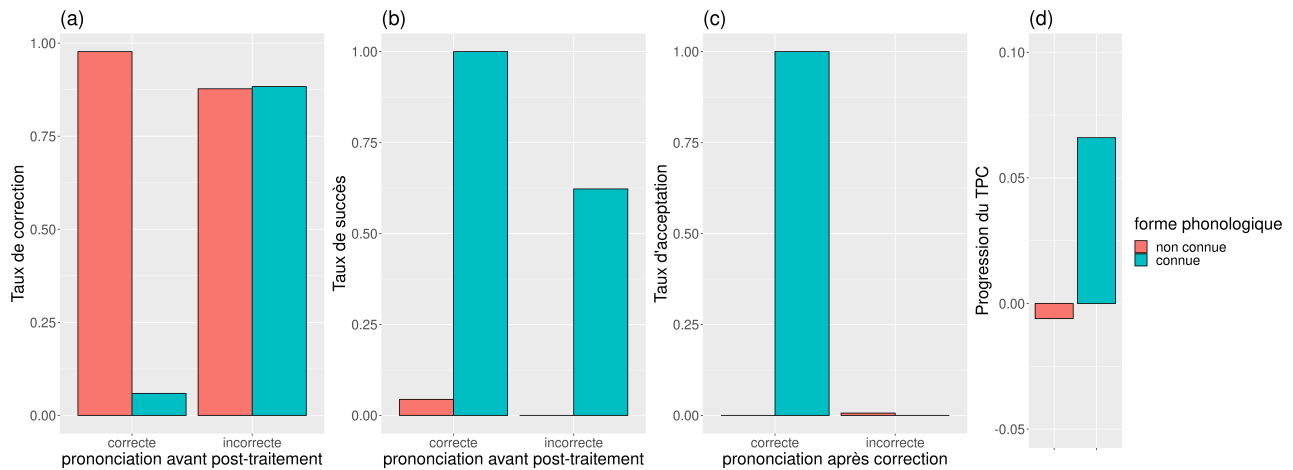 (a)
Taux de correction
1.00
0.75
0.50
0.25
0.00
correcte
incorrecte
prononciation avant post-traitement
(b)
Taux de succès
1.00
0.75
0.50
0.25
0.00
correcte
incorrecte
prononciation avant post-traitement
(c)
Taux d'acceptation
1.00
0.75
0.50
0.25
0.00
correcte
incorrecte
prononciation après correction
(d)
Progression du TPC
0.10
0.05
0.00
-0.05
forme phonologique
non connue
connue